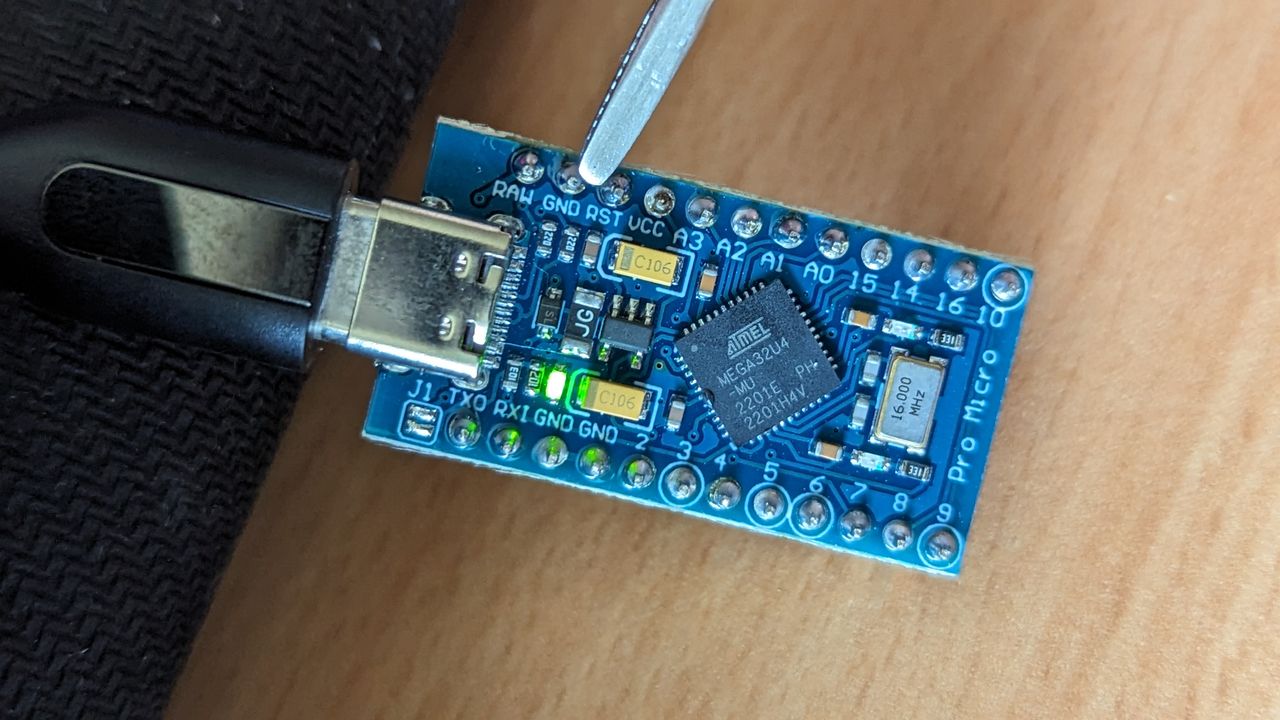 RAW GND RST VCC A3 A2 A1 A0 15 14 16 10
C106
JG
ATMEL
MEGA32U4
-MU PH
2201E
2201H4V
16.000
MHz
Pro Micro
C106
J1 TXO RXI GND GND 2 3 4 5 6 7 8 9